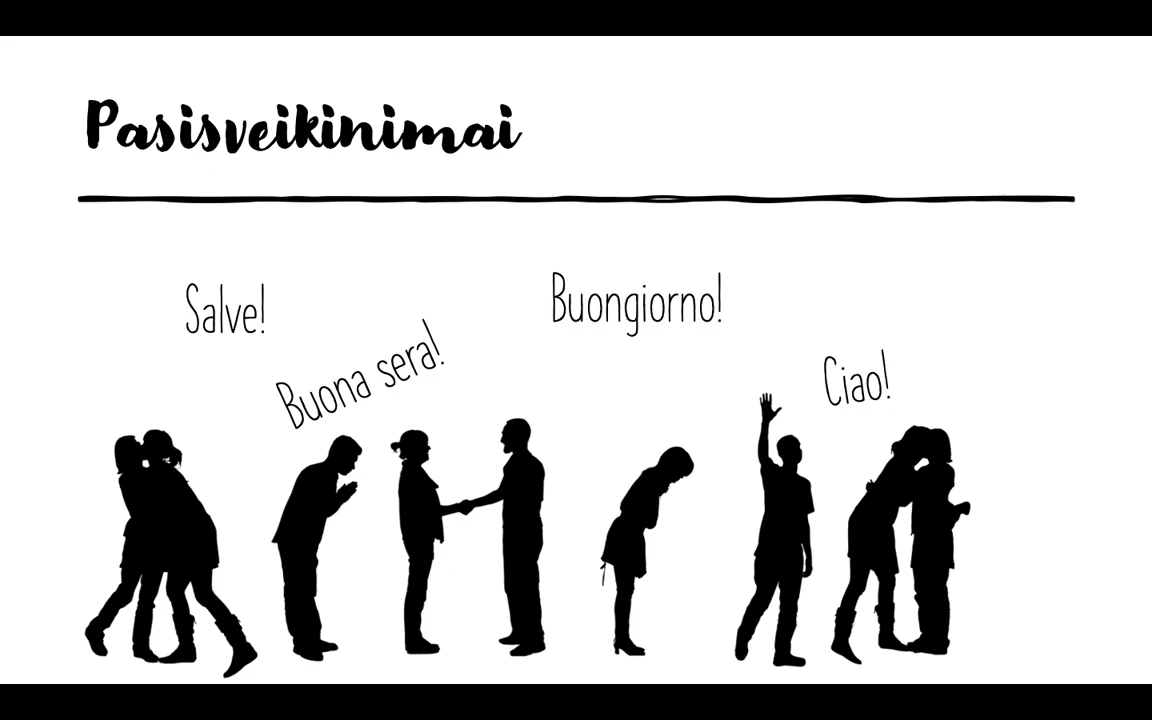 Pasisveikinimai
Salve!
Buongiorno!
Buona sera!
Ciao!